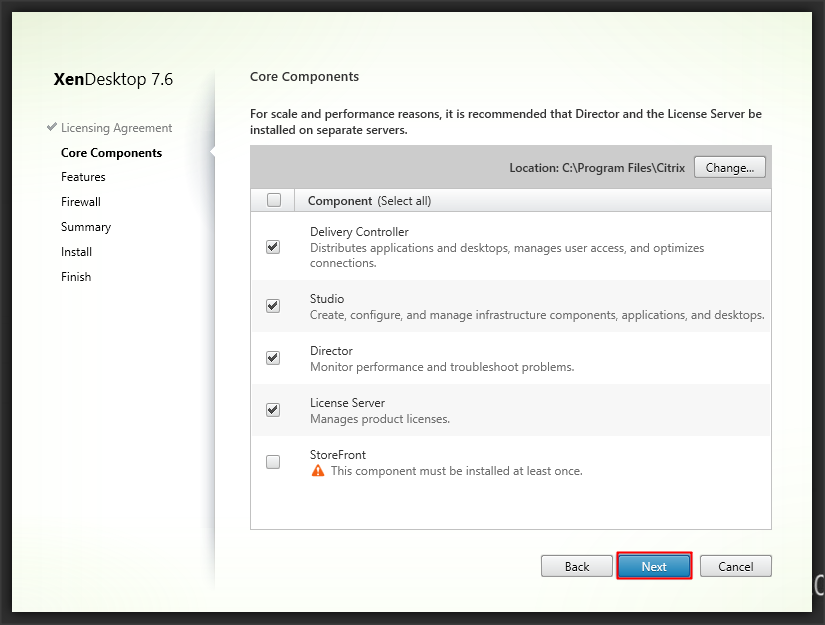 XenDesktop 7.6
Licensing Agreement
Core Components
Features
Firewall
Summary
Install
Finish
Core Components
For scale and performance reasons, it is recommended that Director and the License Server be
installed on separate servers.
Location: C:\Program Files\Citrix Change...
Component (Select all)
Delivery Controller
Distributes applications and desktops, manages user access, and optimizes
connections.
Studio
Create, configure, and manage infrastructure components, applications, and desktops.
Director
Monitor performance and troubleshoot problems.
License Server
Manages product licenses.
StoreFront
This component must be installed at least once.
Back Next Cancel